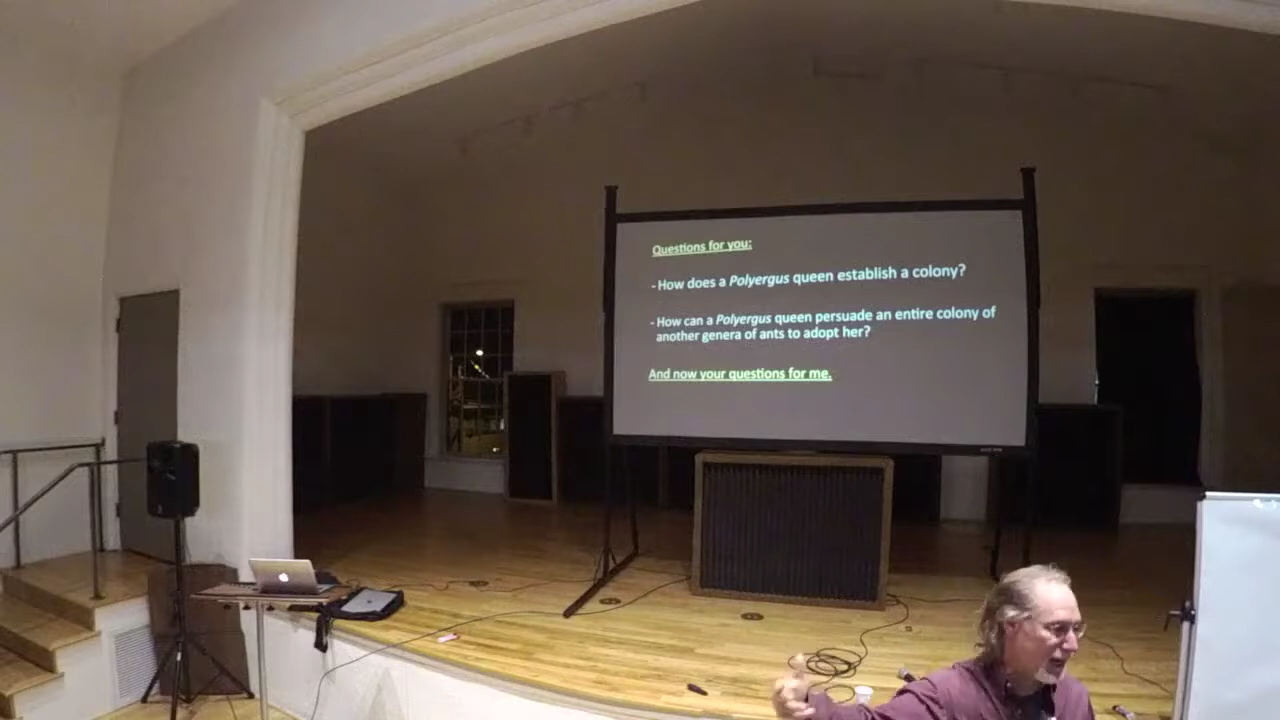 Questions for you:
- How does a Polyergus queen establish a colony?
- How can a Polyergus queen persuade an entire colony of
another genera of ants to adopt her?
And now your questions for me.